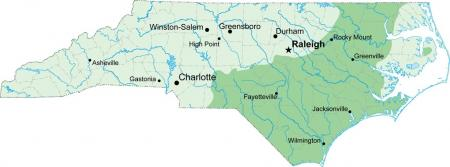 Winston-Salem
Greensboro
Durham
High Point
Raleigh
Rocky Mount
Greenville
Asheville
Gastonia
Charlotte
Fayetteville
Jacksonville
Wilmington